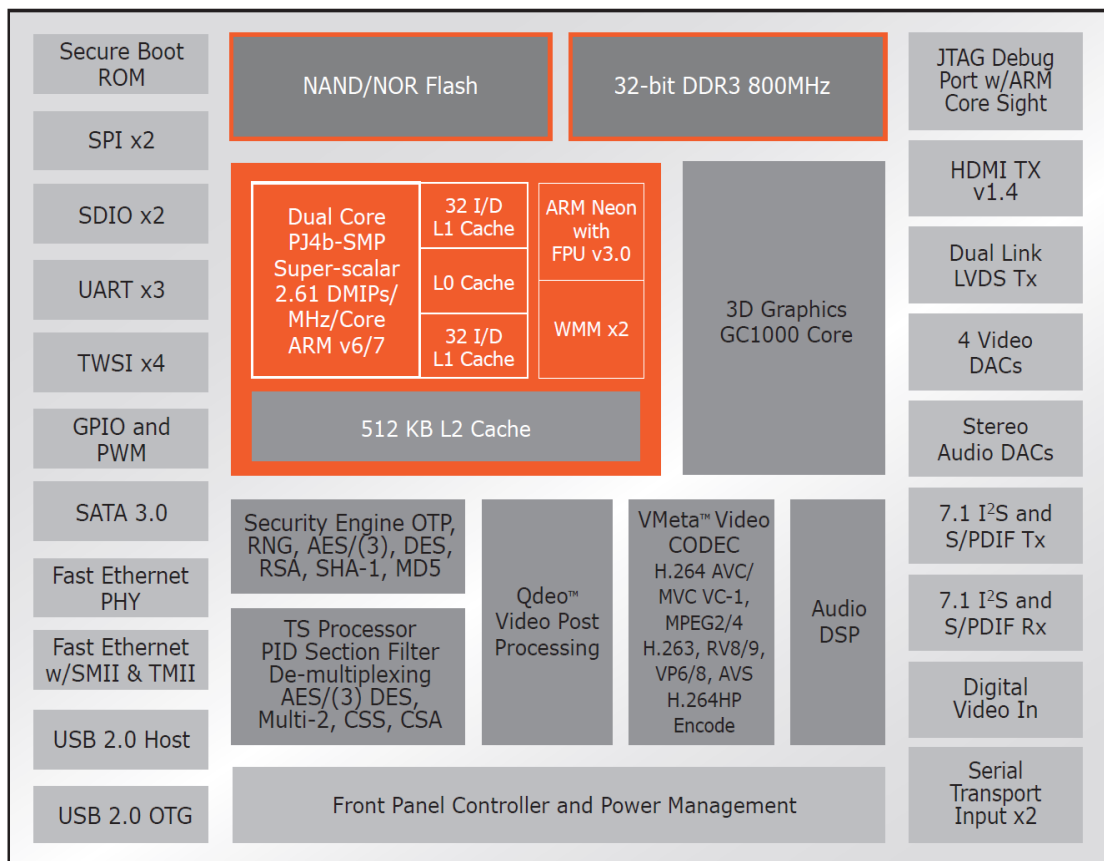 Secure Boot
ROM
SPI x2
SDIO x2
UART x3
TWSI x4
GPIO and
PWM
SATA 3.0
Fast Ethernet
PHY
Fast Ethernet
w/SMII & TMII
USB 2.0 Host
USB 2.0 OTG
NAND/NOR Flash
32-bit DDR3 800MHz
Dual Core
PJ4b-SMP
Super-scalar
2.61 DMIPs/
MHz/Core
ARM v6/7
32 I/D
L1 Cache
L0 Cache
32 I/D
L1 Cache
ARM Neon
with
FPU v3.0
WMM x2
512 KB L2 Cache
3D Graphics
GC1000 Core
Security Engine OTP,
RNG, AES/(3), DES,
RSA, SHA-1, MD5
TS Processor
PID Section Filter
De-multiplexing
AES/(3) DES,
Multi-2, CSS, CSA
Qdeo™
Video Post
Processing
VMeta™ Video
CODEC
H.264 AVC/
MVC VC-1,
MPEG2/4
H.263, RV8/9,
VP6/8, AVS
H.264HP
Encode
Audio
DSP
Front Panel Controller and Power Management
JTAG Debug
Port w/ARM
Core Sight
HDMI TX
v1.4
Dual Link
LVDS Tx
4 Video
DACs
Stereo
Audio DACs
7.1 I²S and
S/PDIF Tx
7.1 I²S and
S/PDIF Rx
Digital
Video In
Serial
Transport
Input x2